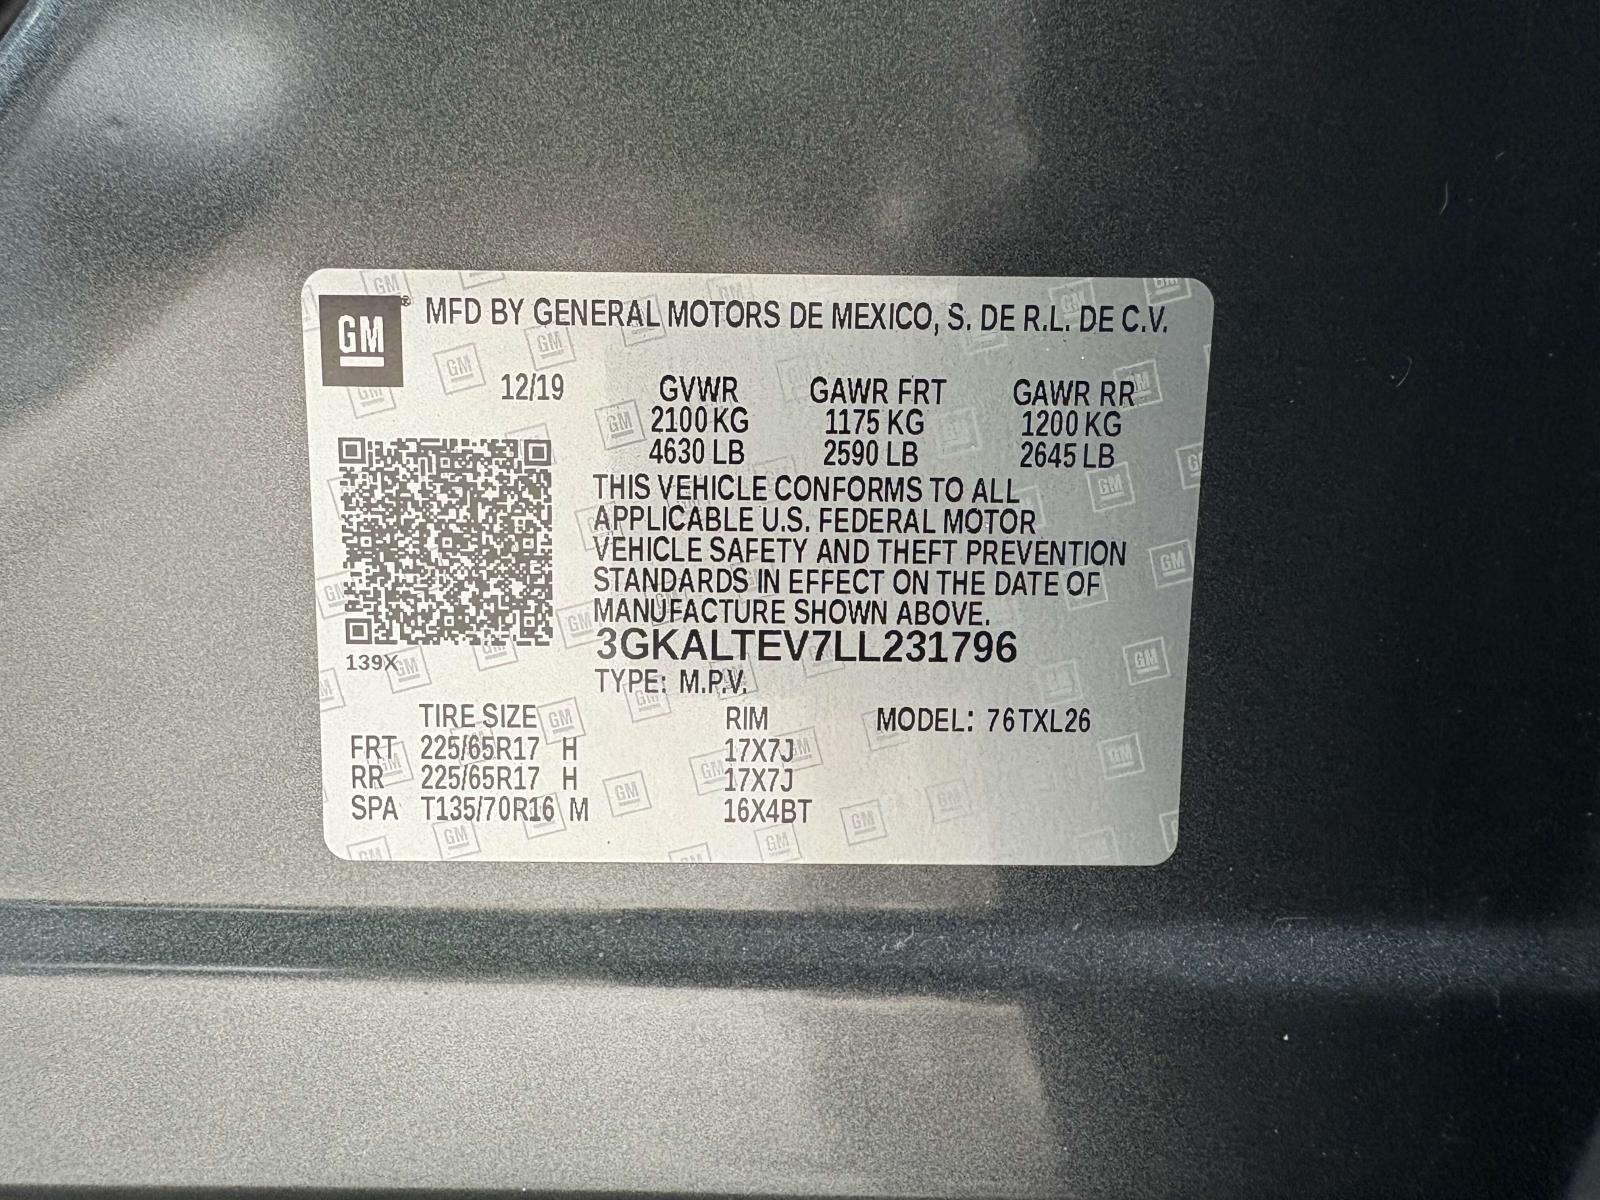 GM® MFD BY GENERAL MOTORS DE MEXICO, S. DE R.L. DE C.V.
12/19 GVWR GAWR FRT GAWR RR
2100 KG 1175 KG 1200 KG
4630 LB 2590 LB 2645 LB
THIS VEHICLE CONFORMS TO ALL
APPLICABLE U.S. FEDERAL MOTOR
VEHICLE SAFETY AND THEFT PREVENTION
STANDARDS IN EFFECT ON THE DATE OF
MANUFACTURE SHOWN ABOVE.
3GKALTEV7LL231796
139X
TYPE: M.P.V.
TIRE SIZE RIM MODEL: 76TXL26
FRT 225/65R17 H 17X7J
RR 225/65R17 H 17X7J
SPA T135/70R16 M 16X4BT